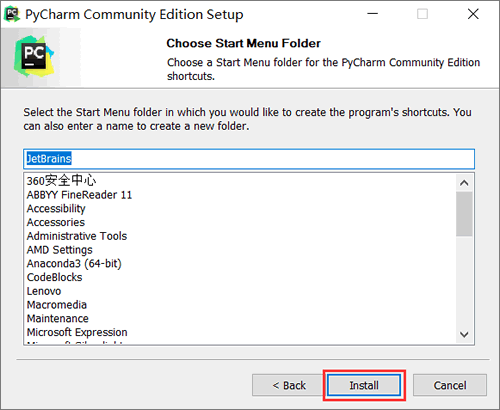 PyCharm Community Edition Setup
PC
Choose Start Menu Folder
Choose a Start Menu folder for the PyCharm Community Edition
shortcuts.
Select the Start Menu folder in which you would like to create the program's shortcuts. You
can also enter a name to create a new folder.
JetBrains
360安全中心
ABBYY FineReader 11
Accessibility
Accessories
Administrative Tools
AMD Settings
Anaconda3 (64-bit)
CodeBlocks
Lenovo
Macromedia
Maintenance
Microsoft Expression
< Back
Install
Cancel